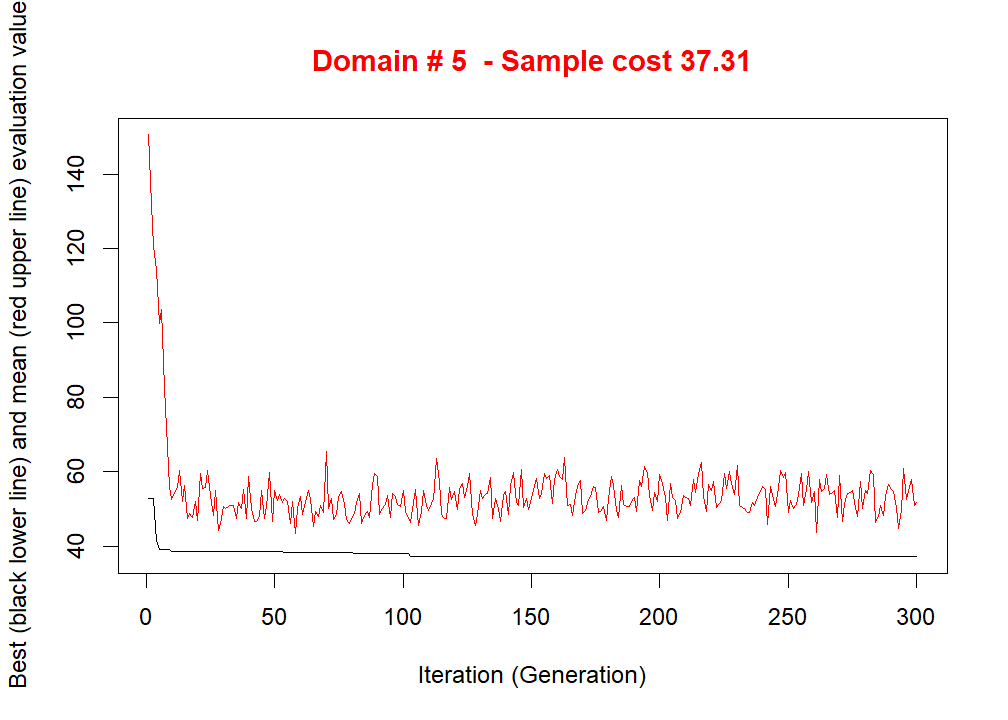 Domain # 5  - Sample cost 37.31
Best (black lower line) and mean (red upper line) evaluation value
140
120
100
80
60
40
0 50 100 150 200 250 300
Iteration (Generation)